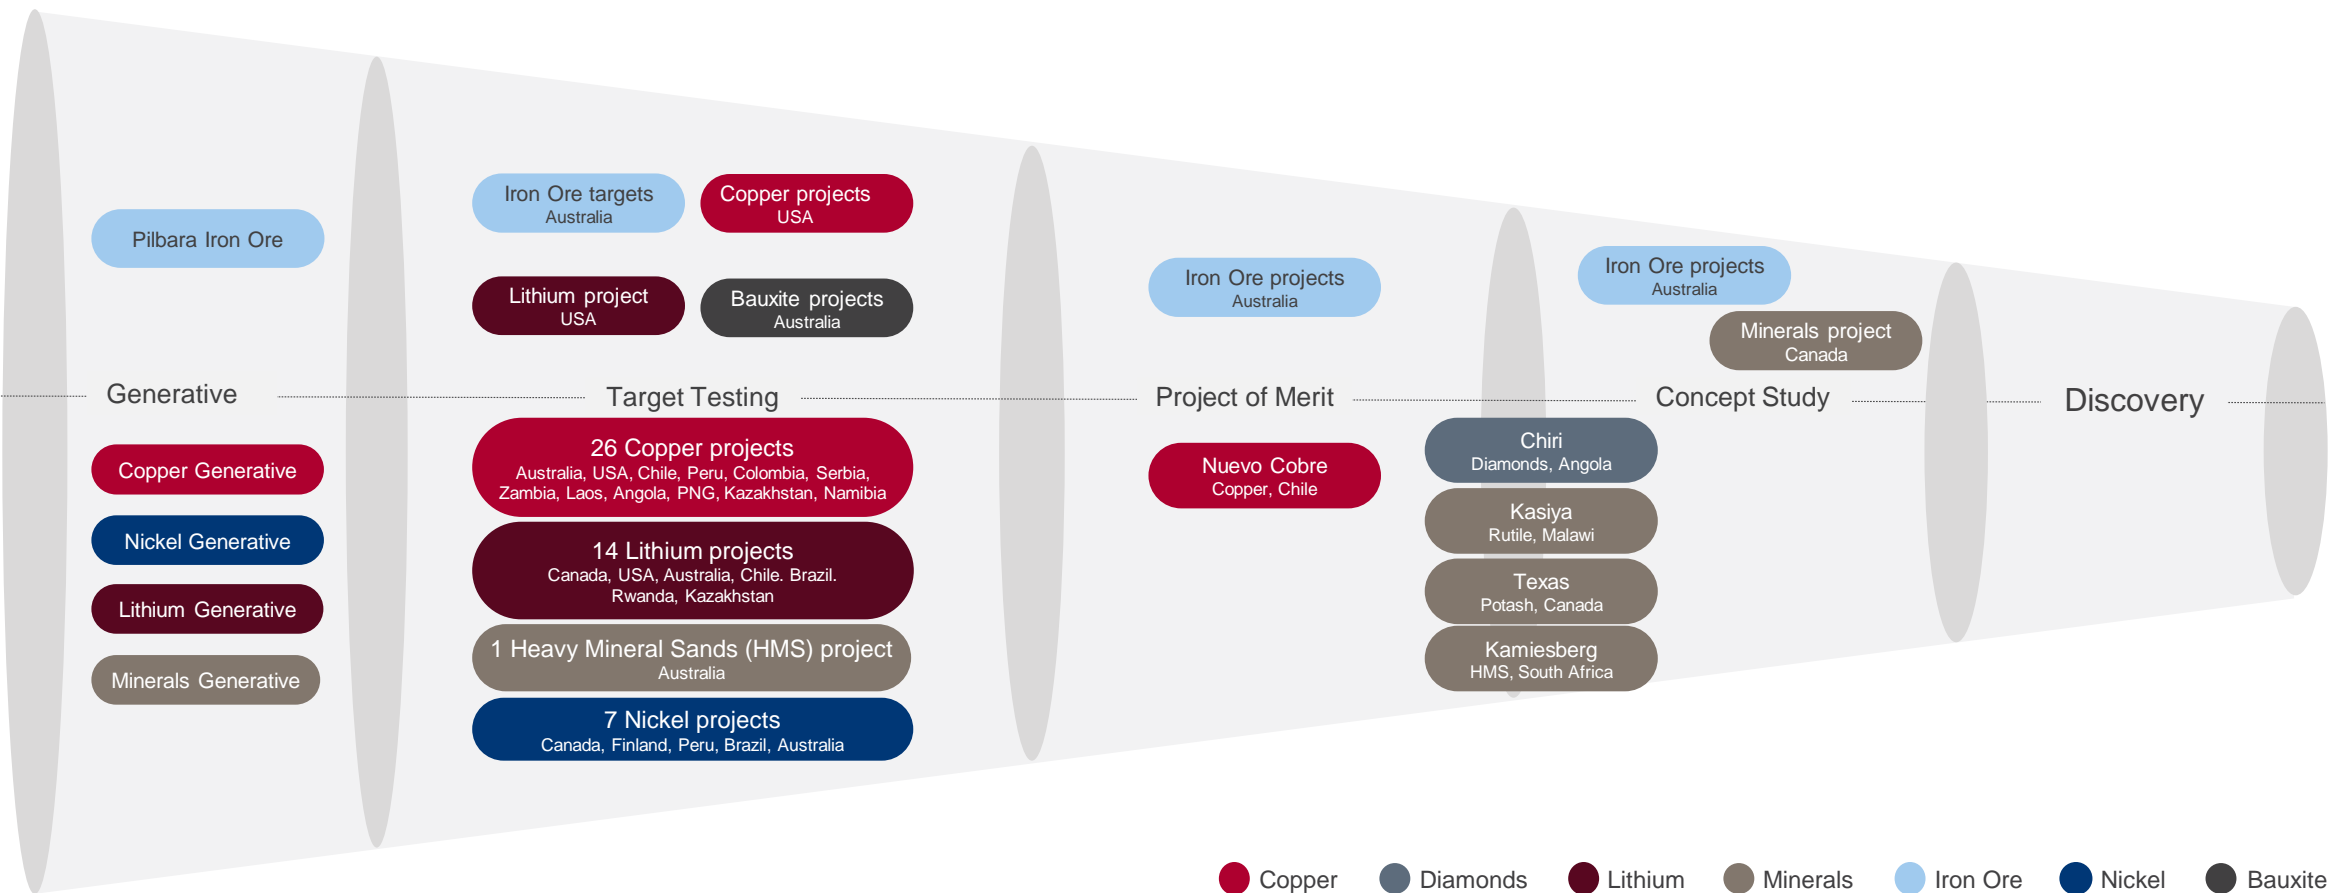 Pilbara Iron Ore
Generative
Copper Generative
Nickel Generative
Lithium Generative
Minerals Generative
Iron Ore targets
Australia
Copper projects
USA
Lithium project
USA
Bauxite projects
Australia
Target Testing
26 Copper projects
Australia, USA, Chile, Peru, Colombia, Serbia,
Zambia, Laos, Angola, PNG, Kazakhstan, Namibia
14 Lithium projects
Canada, USA, Australia, Chile. Brazil.
Rwanda, Kazakhstan
1 Heavy Mineral Sands (HMS) project
Australia
7 Nickel projects
Canada, Finland, Peru, Brazil, Australia
Iron Ore projects
Australia
Project of Merit
Nuevo Cobre
Copper, Chile
Iron Ore projects
Australia
Minerals project
Canada
Concept Study
Chiri
Diamonds, Angola
Kasiya
Rutile, Malawi
Texas
Potash, Canada
Kamiesberg
HMS, South Africa
Discovery
Copper
Diamonds
Lithium
Minerals
Iron Ore
Nickel
Bauxite